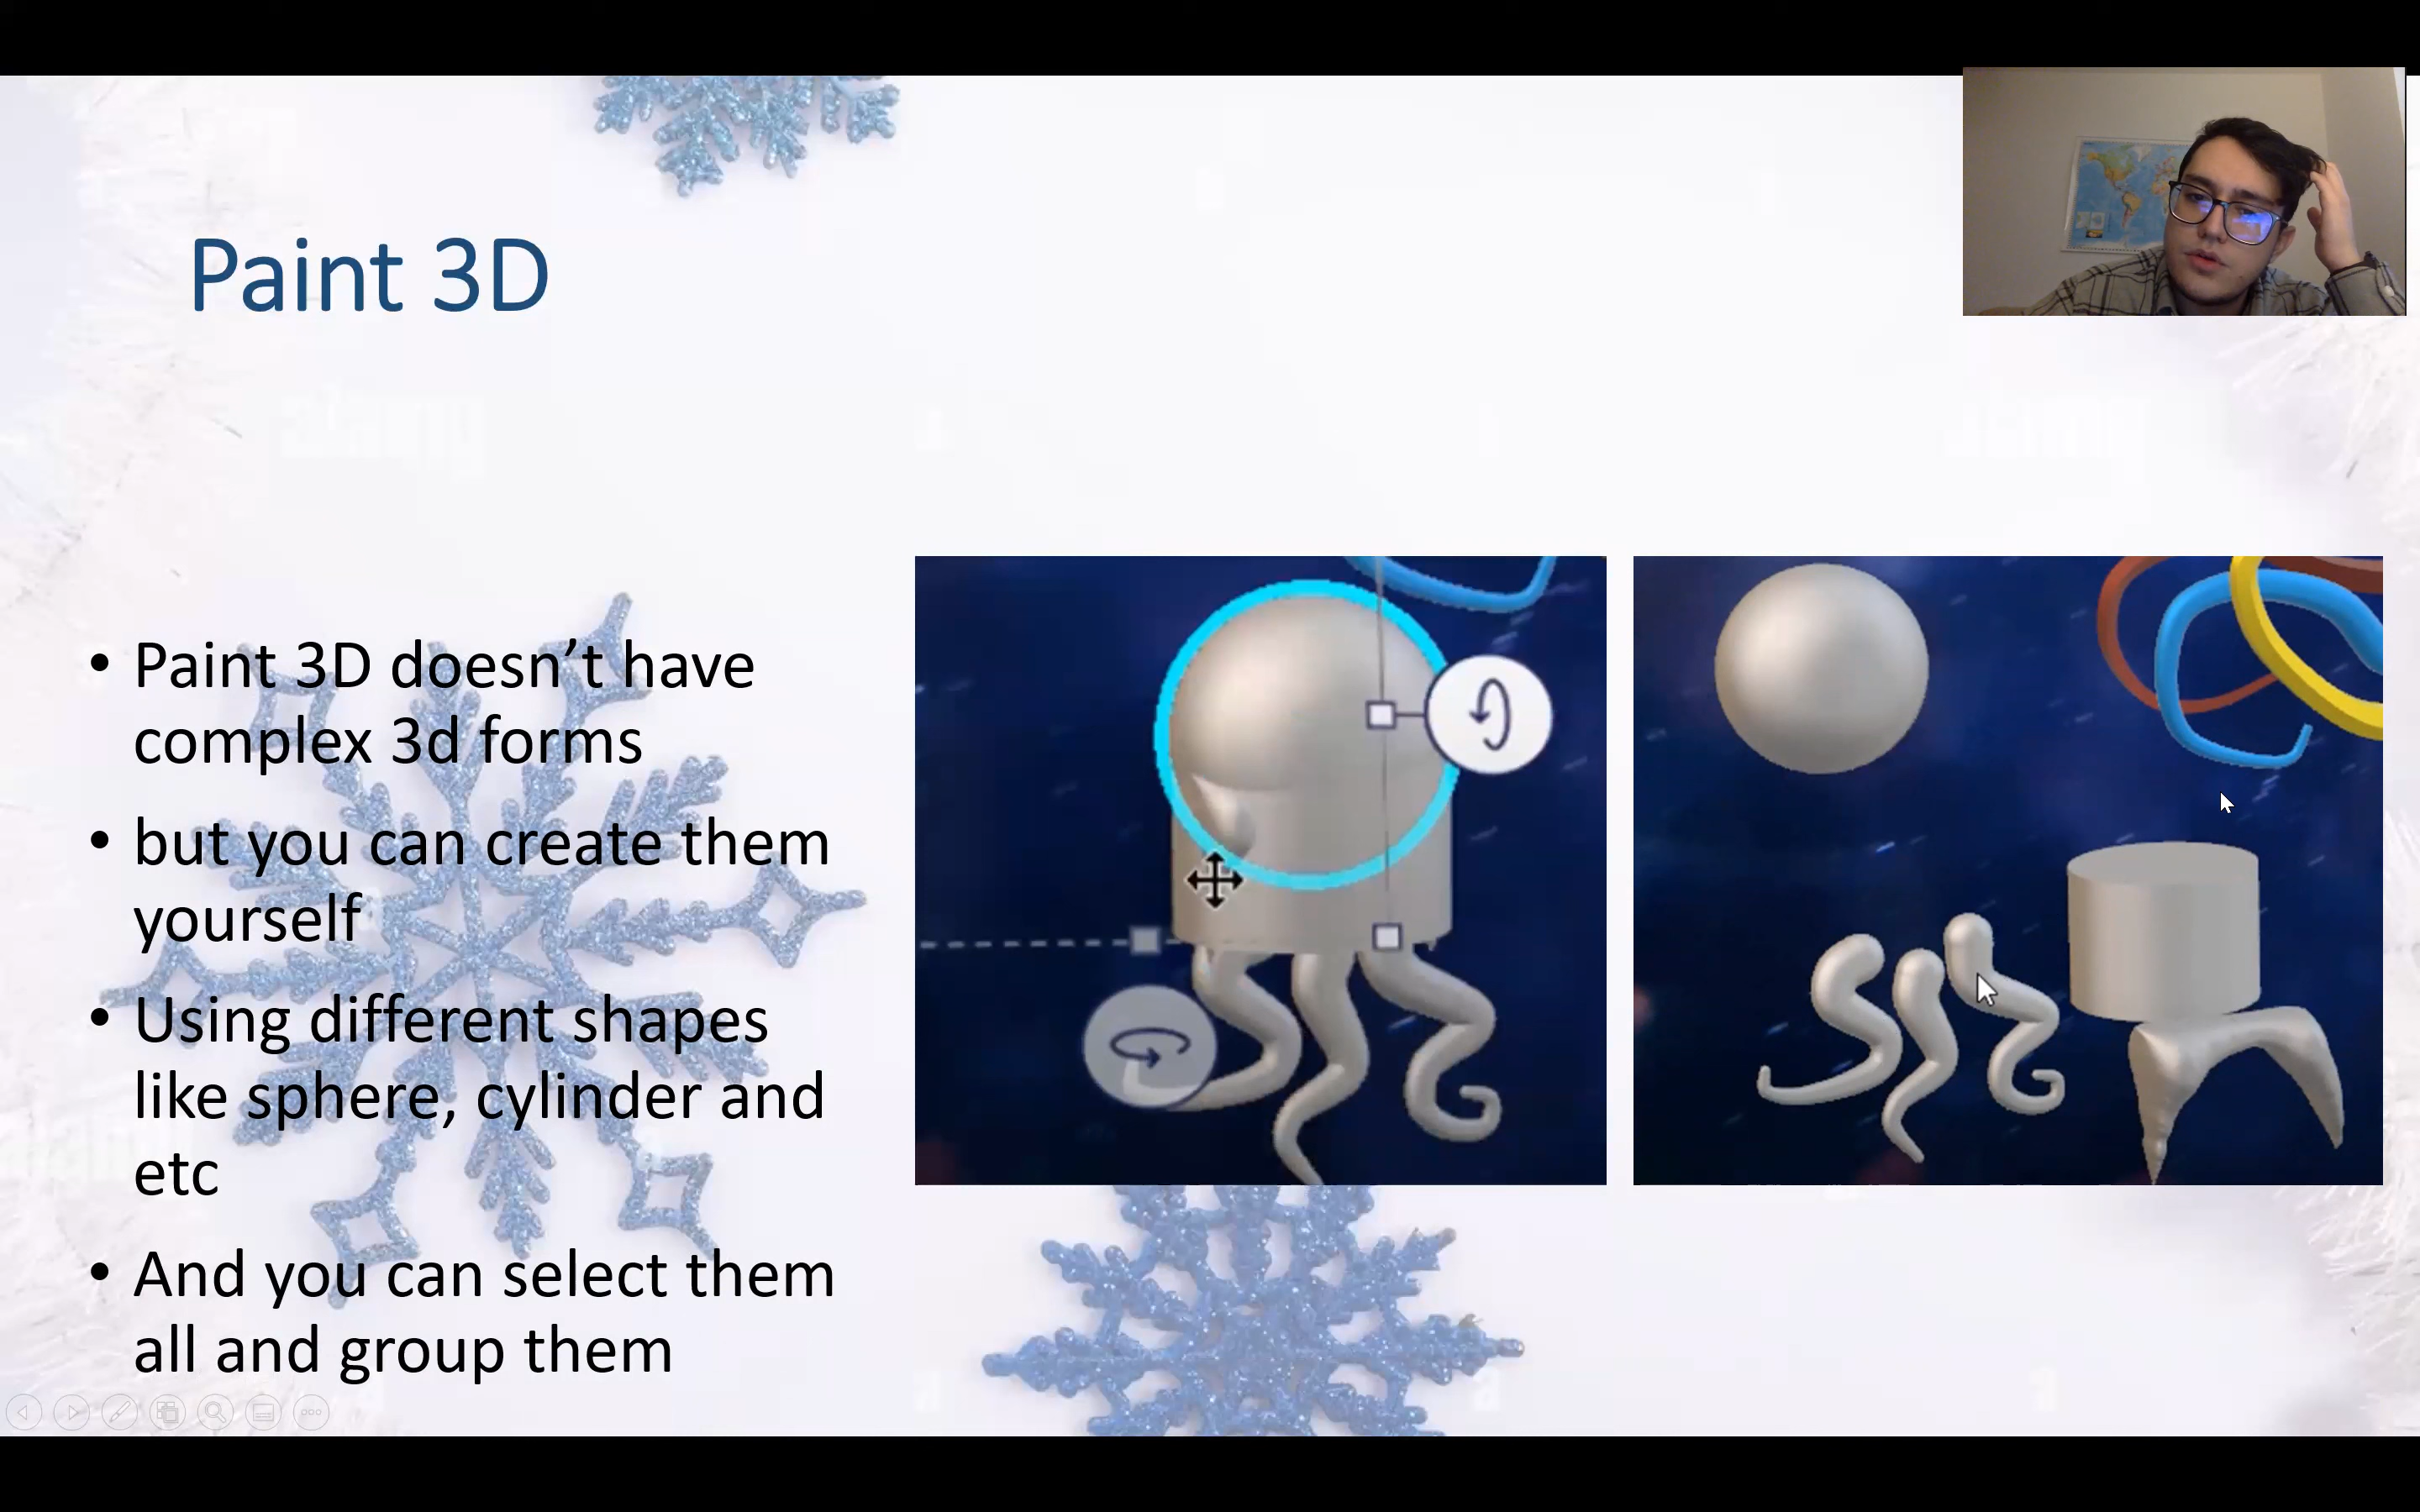 Paint 3D
• Paint 3D doesn’t have
complex 3d forms
• but you can create them
yourself
• Using different shapes
like sphere, cylinder and
etc
• And you can select them
all and group them